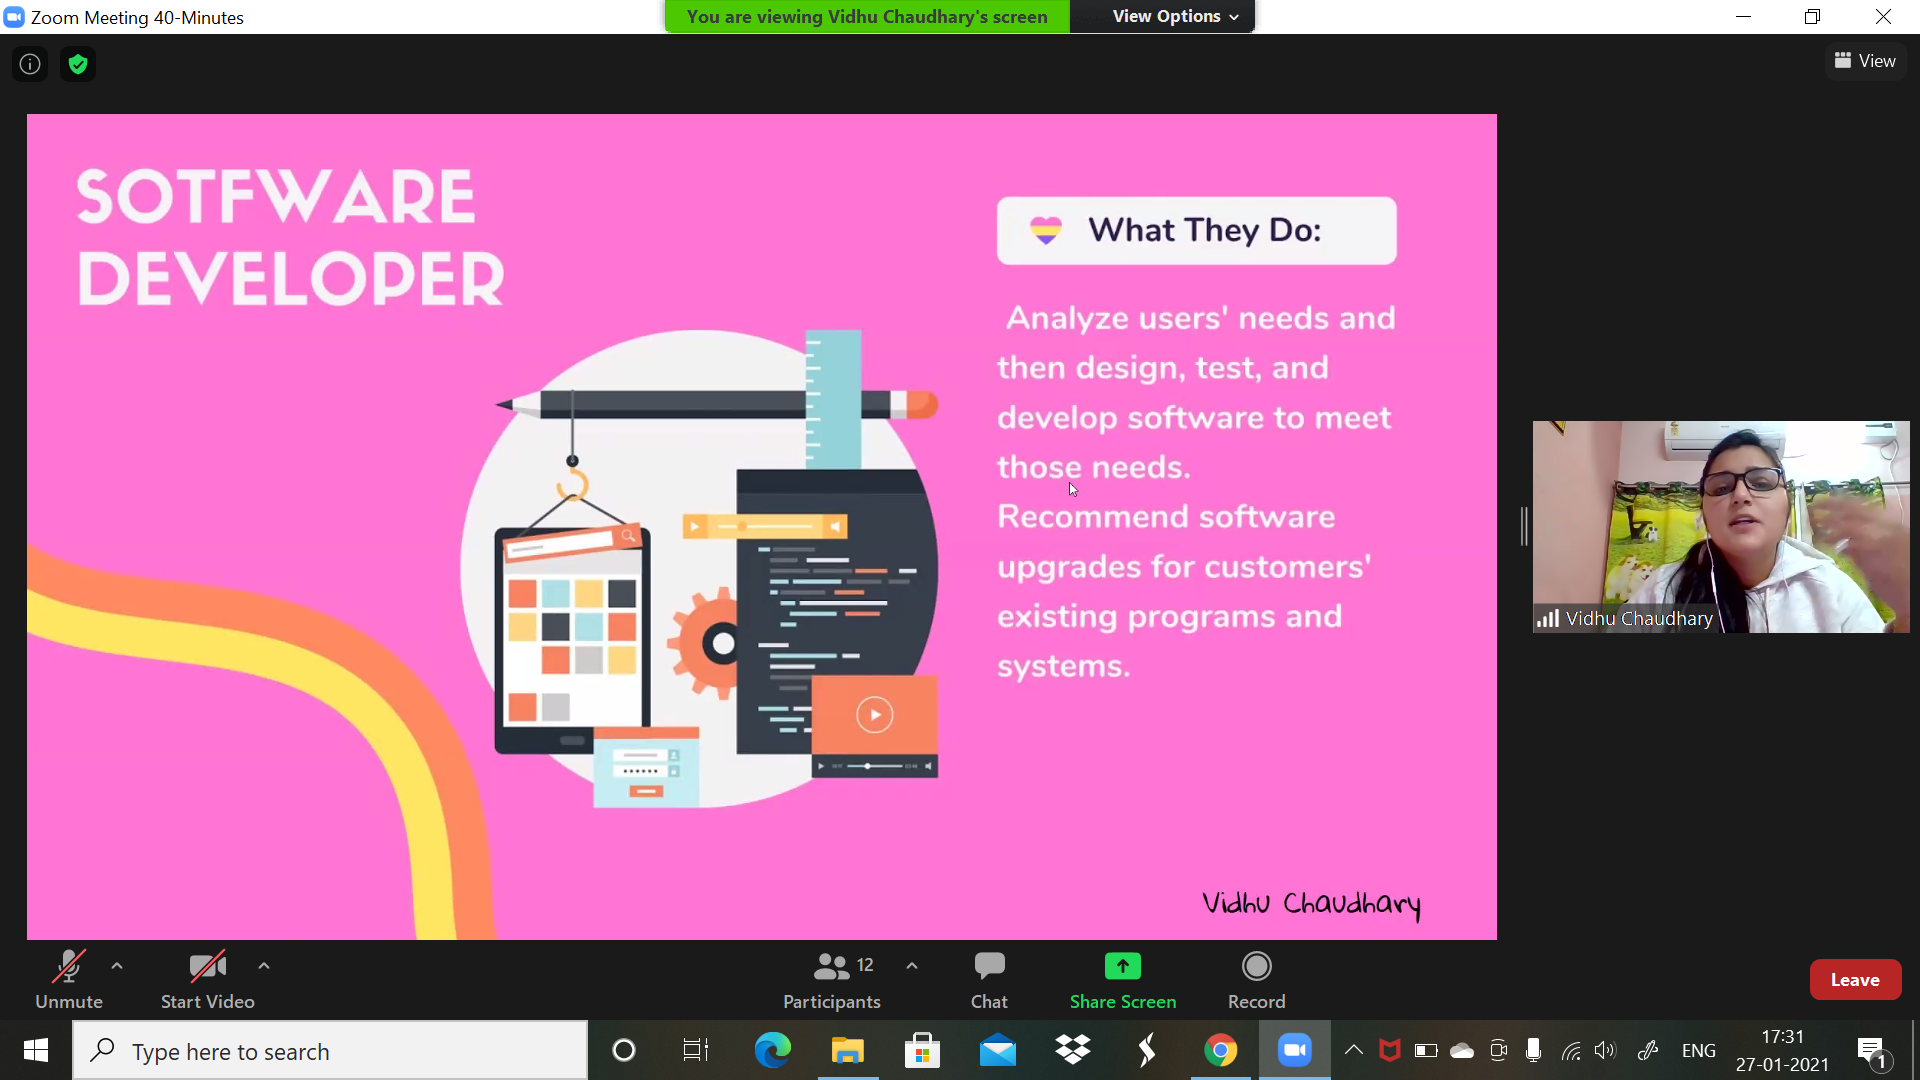 Zoom Meeting 40-Minutes
You are viewing Vidhu Chaudhary's screen
View Options
View
SOTFWARE
DEVELOPER
What They Do:
Analyze users' needs and
then design, test, and
develop software to meet
those needs.
Recommend software
upgrades for customers'
existing programs and
systems.
Vidhu Chaudhary
Vidhu Chaudhary
Unmute
Start Video
12
Participants
Chat
Share Screen
Record
Leave
Type here to search
ENG
17:31
27-01-2021
1